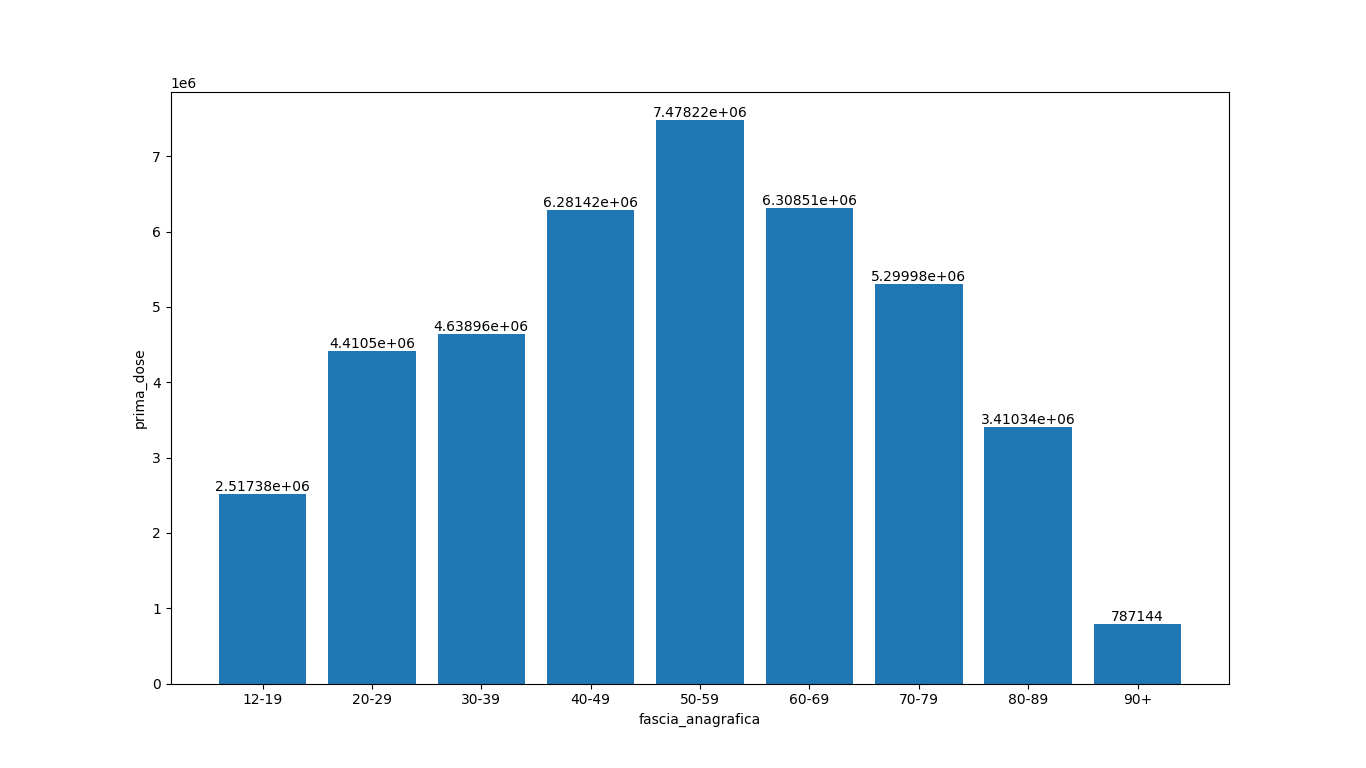 1e6
7.47822e+06
7
6.28142e+06
6.30851e+06
6
5.29998e+06
5
4.63896e+06
4.4105e+06
prima_dose
4
3.41034e+06
3
2.51738e+06
2
1
787144
0
12-19 20-29 30-39 40-49 50-59 60-69 70-79 80-89 90+
fascia_anagrafica